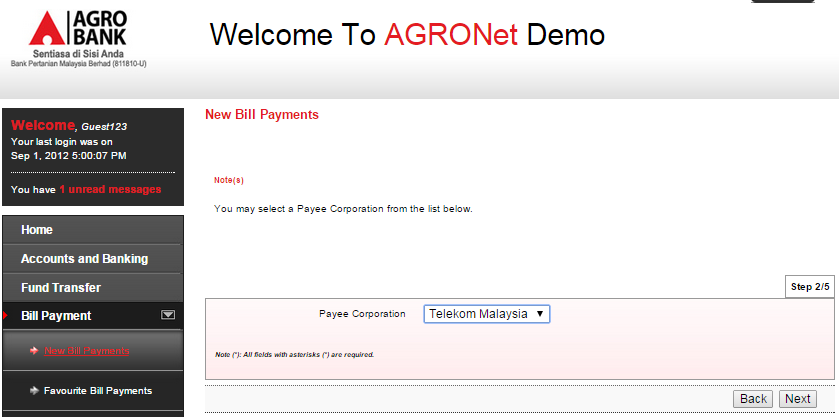 AGRO
BANK
Sentiasa di Sisi Anda
Bank Pertanian Malaysia Berhad (811810-U)
Welcome To AGRONet Demo
Welcome, Guest123
Your last login was on
Sep 1, 2012 5:00:07 PM
You have 1 unread messages
Home
Accounts and Banking
Fund Transfer
Bill Payment
New Bill Payments
Favourite Bill Payments
New Bill Payments
Note(s)
You may select a Payee Corporation from the list below.
Step 2/5
Payee Corporation Telekom Malaysia
Note (*): All fields with asterisks (*) are required.
Back Next